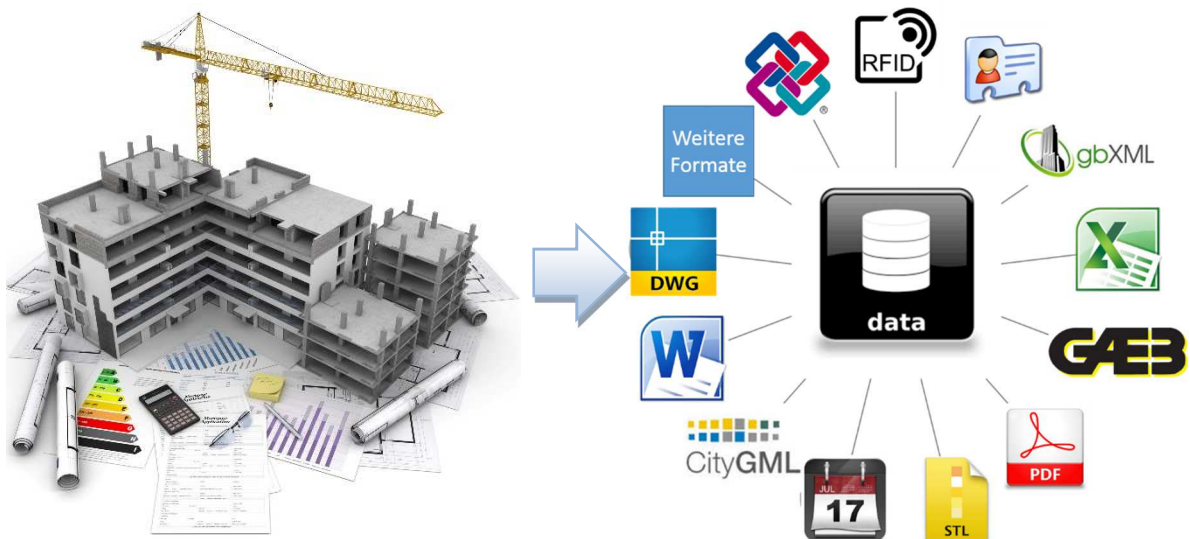 RFID
®
Weitere
Formate
gbXML
DWG
X
data
W
GAEB
CityGML
JUL
17
STL
PDF